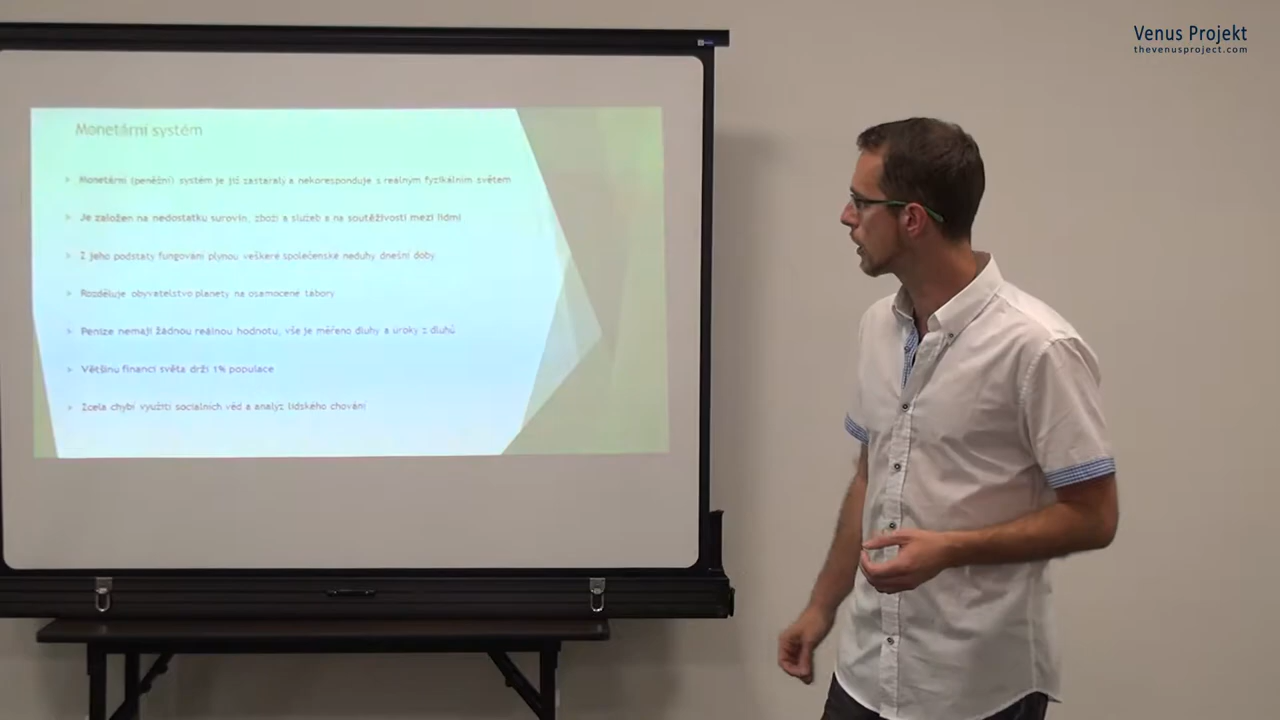 Venus Projekt
thevenusproject.com
Monetární systém
Monetární (peněžní) systém je již zastaralý a nekoresponduje s reálným fyzikálním světem
Je založen na nedostatku surovin, zboží a služeb a na soutěživosti mezi lidmi
Z jeho podstaty fungování plynou veškeré společenské neduhy dnešní doby
Rozděluje obyvatelstvo planety na osamocené tábory
Peníze nemají žádnou reálnou hodnotu, vše je měřeno dluhy a úroky z dluhů
Většinu financí světa drží 1% populace
Zcela chybí využití sociálních věd a analýz lidského chování